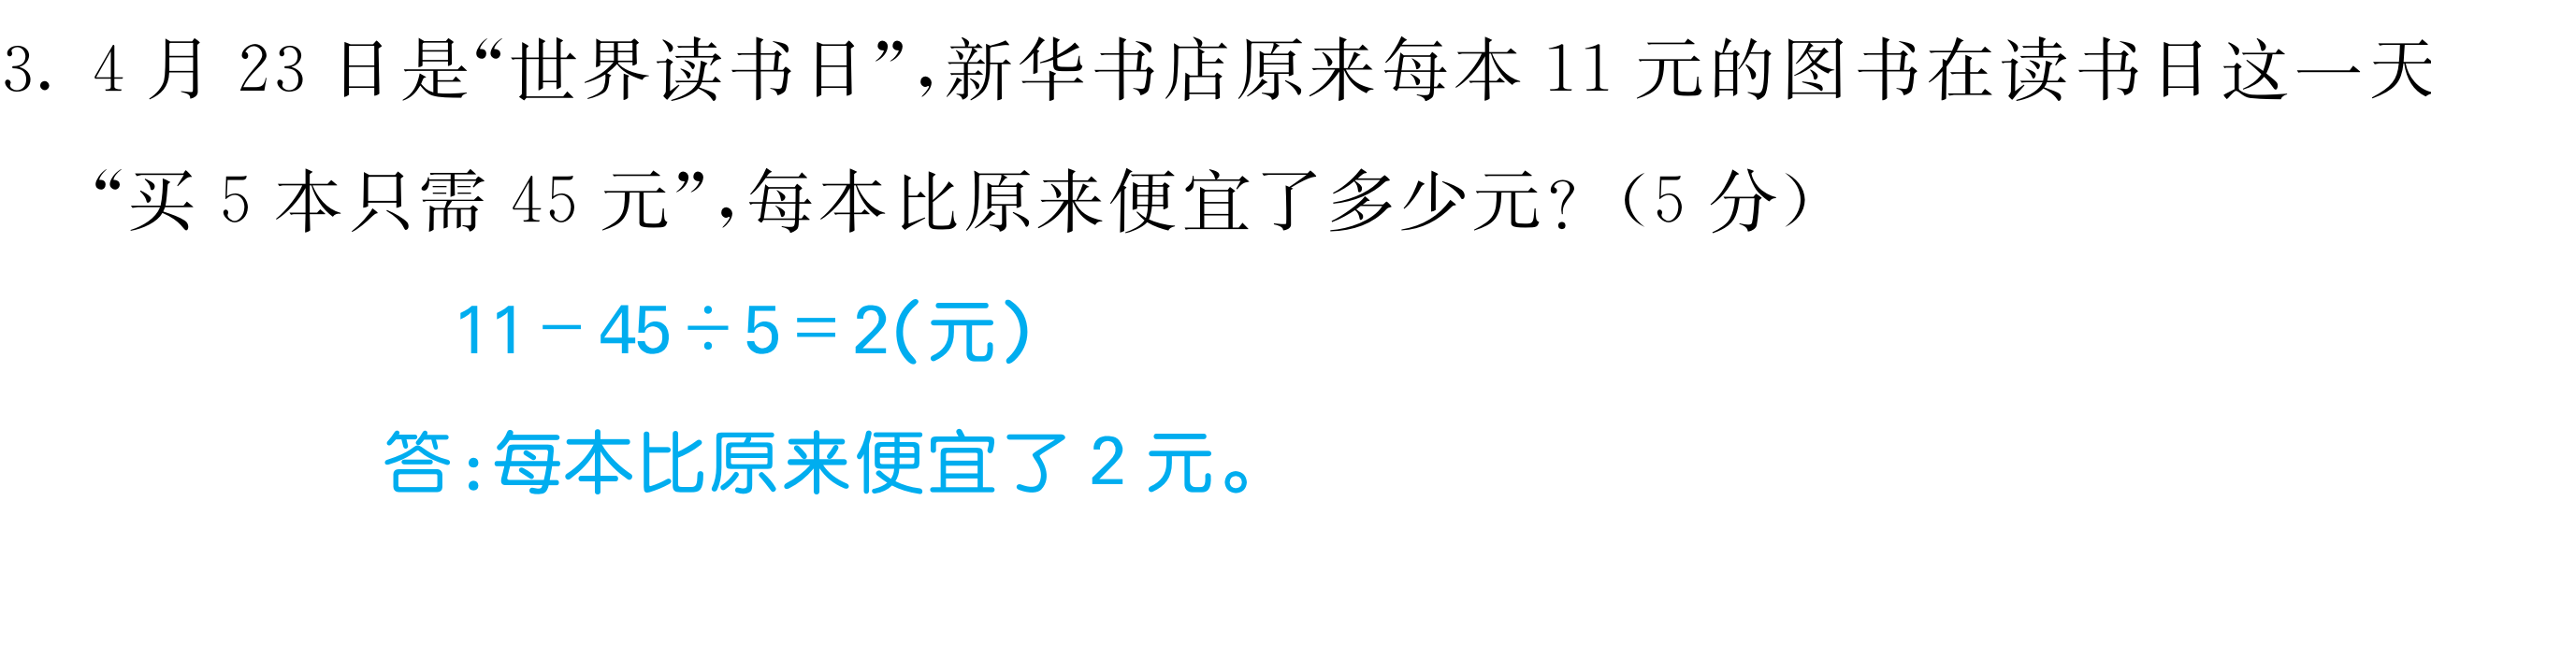 3. 4 月 23 日是“世界读书日”,新华书店原来每本 11 元的图书在读书日这一天
“买 5 本只需 45 元”,每本比原来便宜了多少元?（5 分）
11－45÷5＝2(元)
答:每本比原来便宜了 2 元。